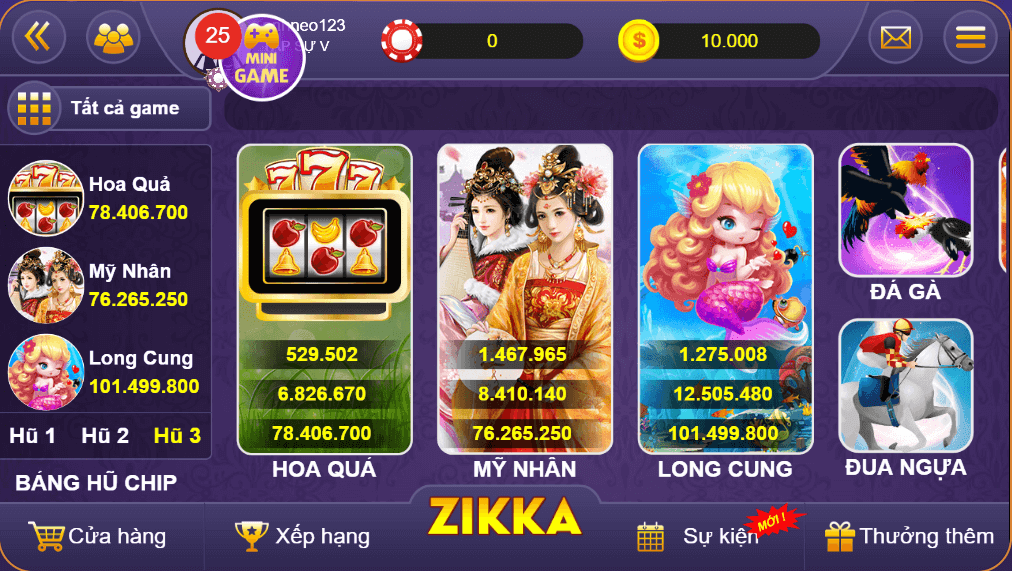 25
neo123
ẬP SỰ V
MINI
GAME
0
$
10.000
Tất cả game
Hoa Quả
78.406.700
Mỹ Nhân
76.265.250
Long Cung
101.499.800
Hũ 1 Hũ 2 Hũ 3
BẢNG HŨ CHIP
777
529.502
6.826.670
78.406.700
HOA QUẢ
1.467.965
8.410.140
76.265.250
MỸ NHÂN
1.275.008
12.505.480
101.499.800
LONG CUNG
ĐÁ GÀ
ĐUA NGỰA
Cửa hàng
Xếp hạng
ZIKKA
Sự kiện
MỚI !
Thưởng thêm